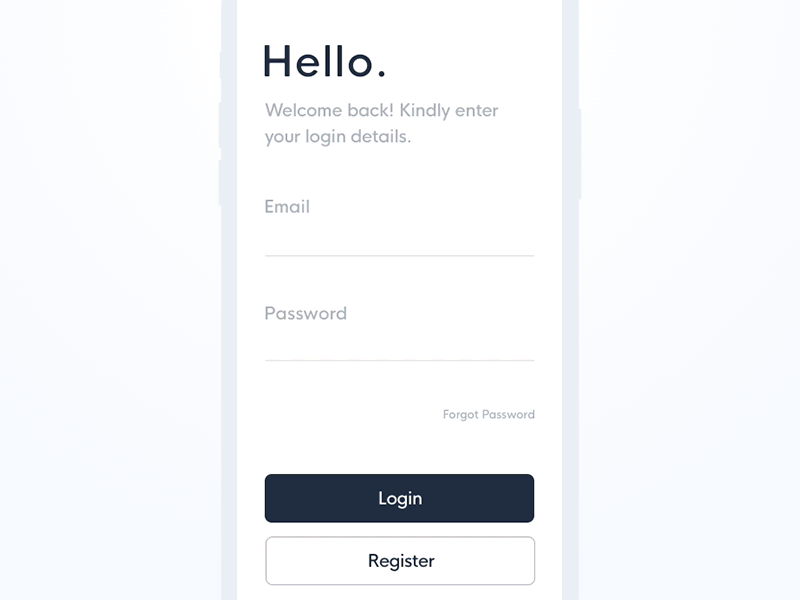 Hello.
Welcome back! Kindly enter
your login details.
Email
Password
Forgot Password
Login
Register